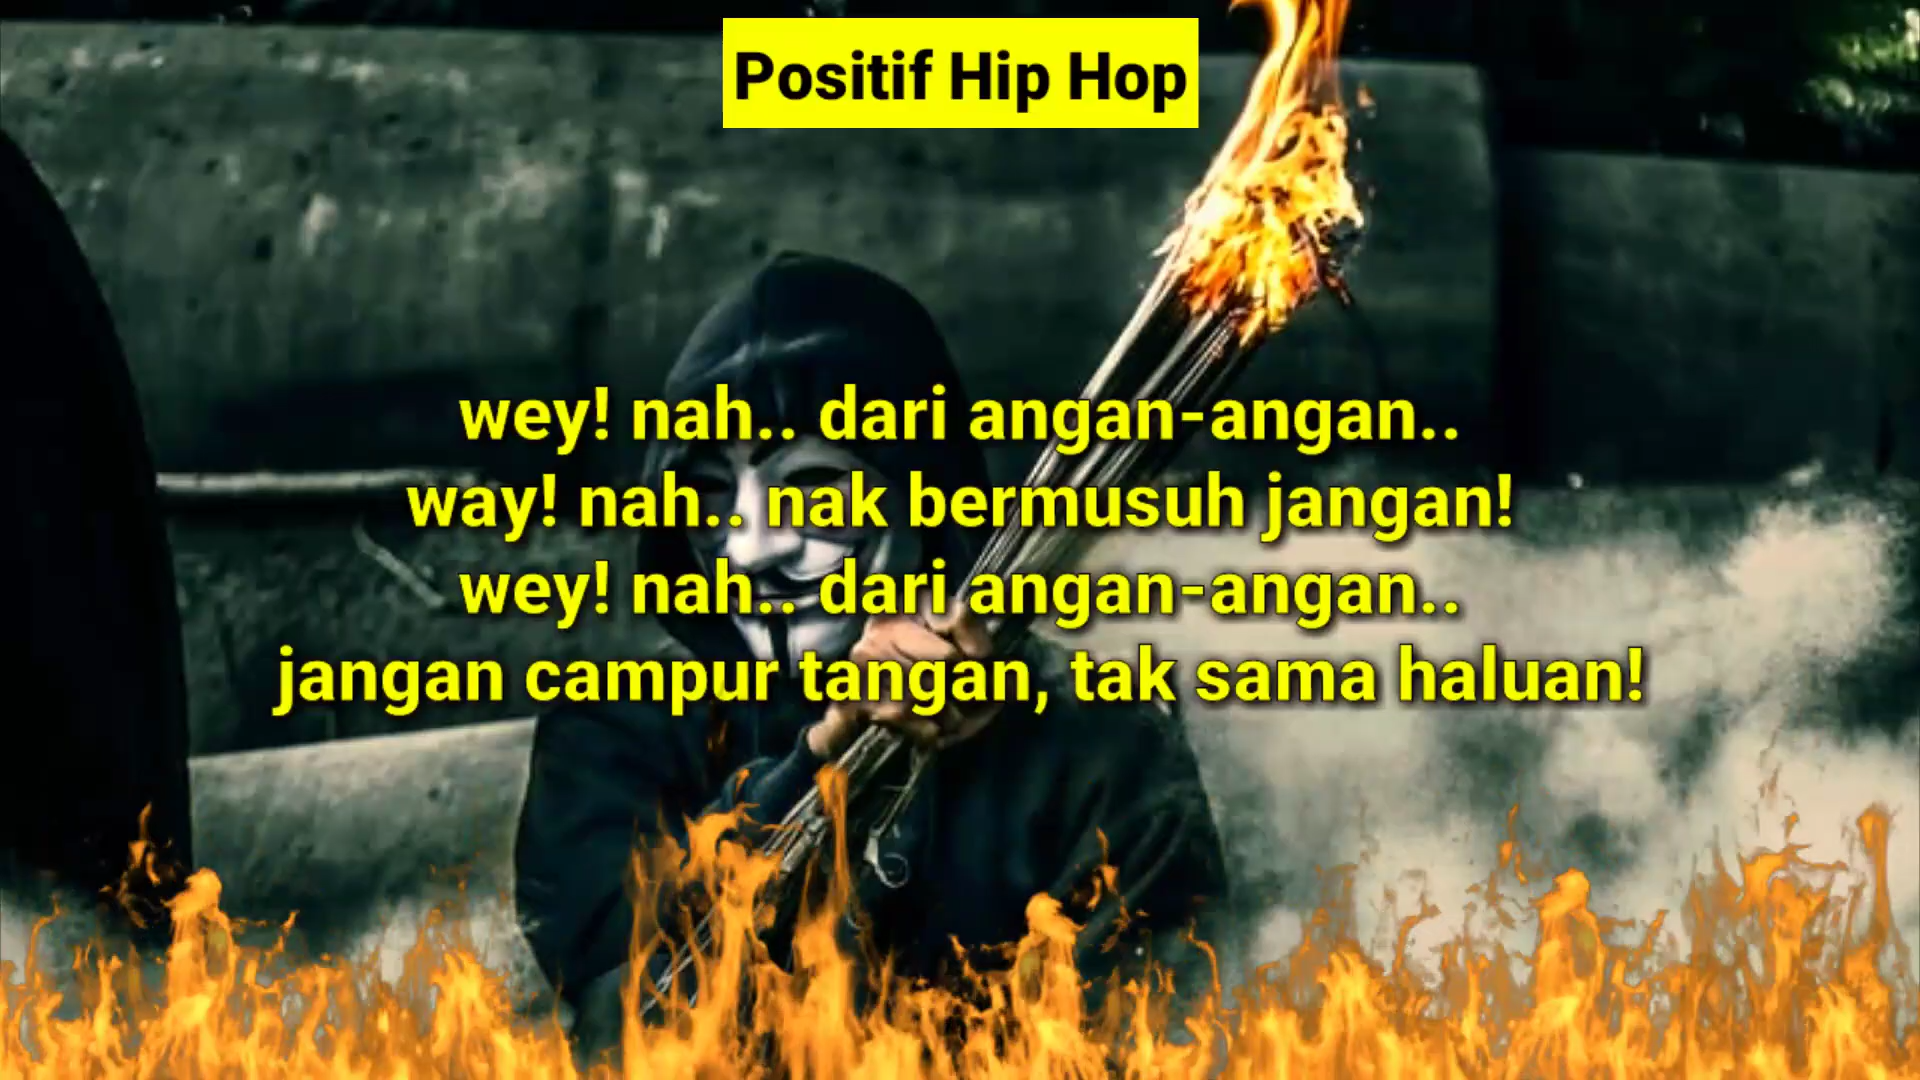 Positif Hip Hop
wey! nah.. dari angan-angan..
way! nah.. nak bermusuh jangan!
wey! nah.. dari angan-angan..
jangan campur tangan, tak sama haluan!